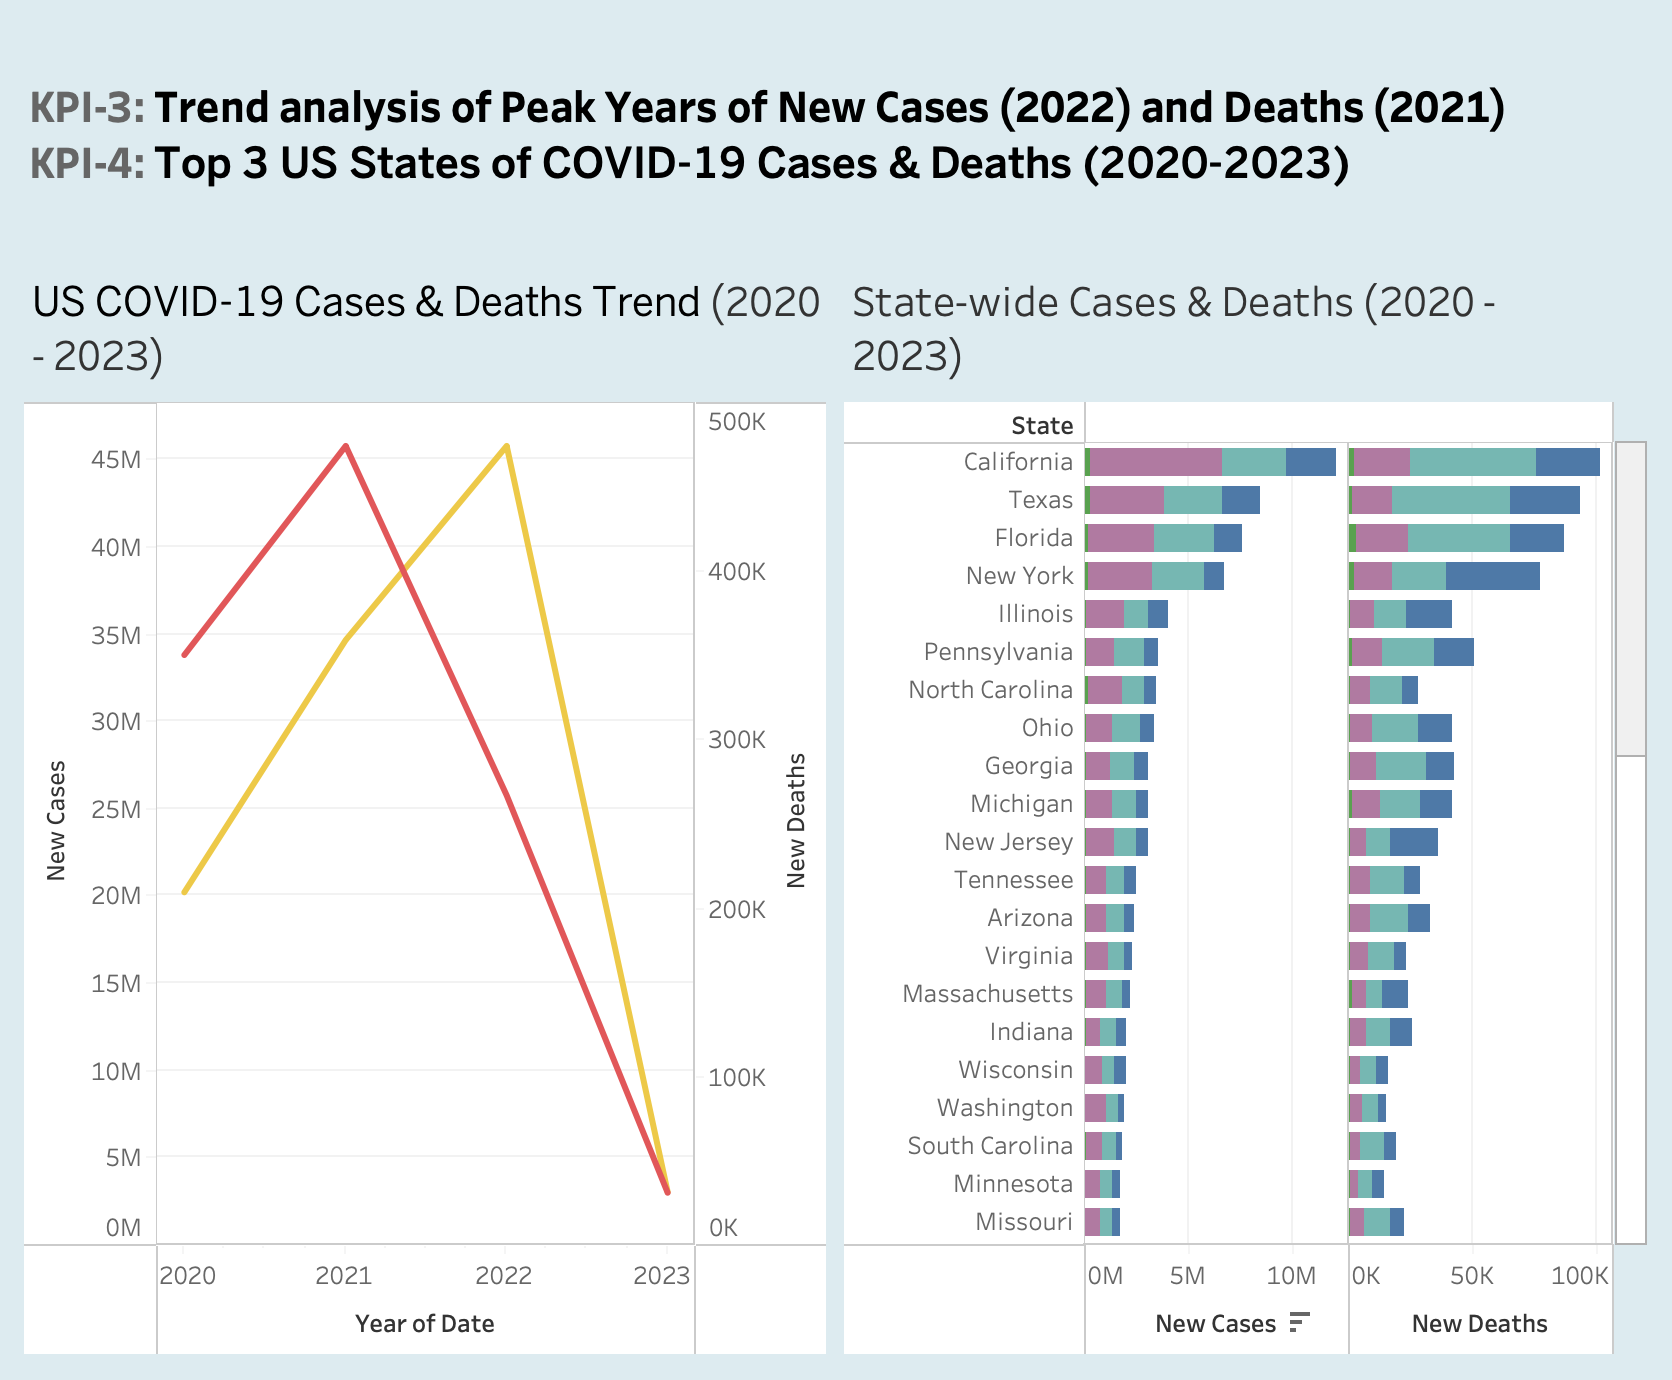 KPI-3: Trend analysis of Peak Years of New Cases (2022) and Deaths (2021)
KPI-4: Top 3 US States of COVID-19 Cases & Deaths (2020-2023)
US COVID-19 Cases & Deaths Trend (2020
- 2023)
45M
40M
35M
30M
25M
20M
15M
10M
5M
0M
New Cases
500K
400K
300K
200K
100K
0K
New Deaths
2020 2021 2022 2023
Year of Date
State-wide Cases & Deaths (2020 -
2023)
State
California
Texas
Florida
New York
Illinois
Pennsylvania
North Carolina
Ohio
Georgia
Michigan
New Jersey
Tennessee
Arizona
Virginia
Massachusetts
Indiana
Wisconsin
Washington
South Carolina
Minnesota
Missouri
0M 5M 10M 0K 50K 100K
New Cases New Deaths